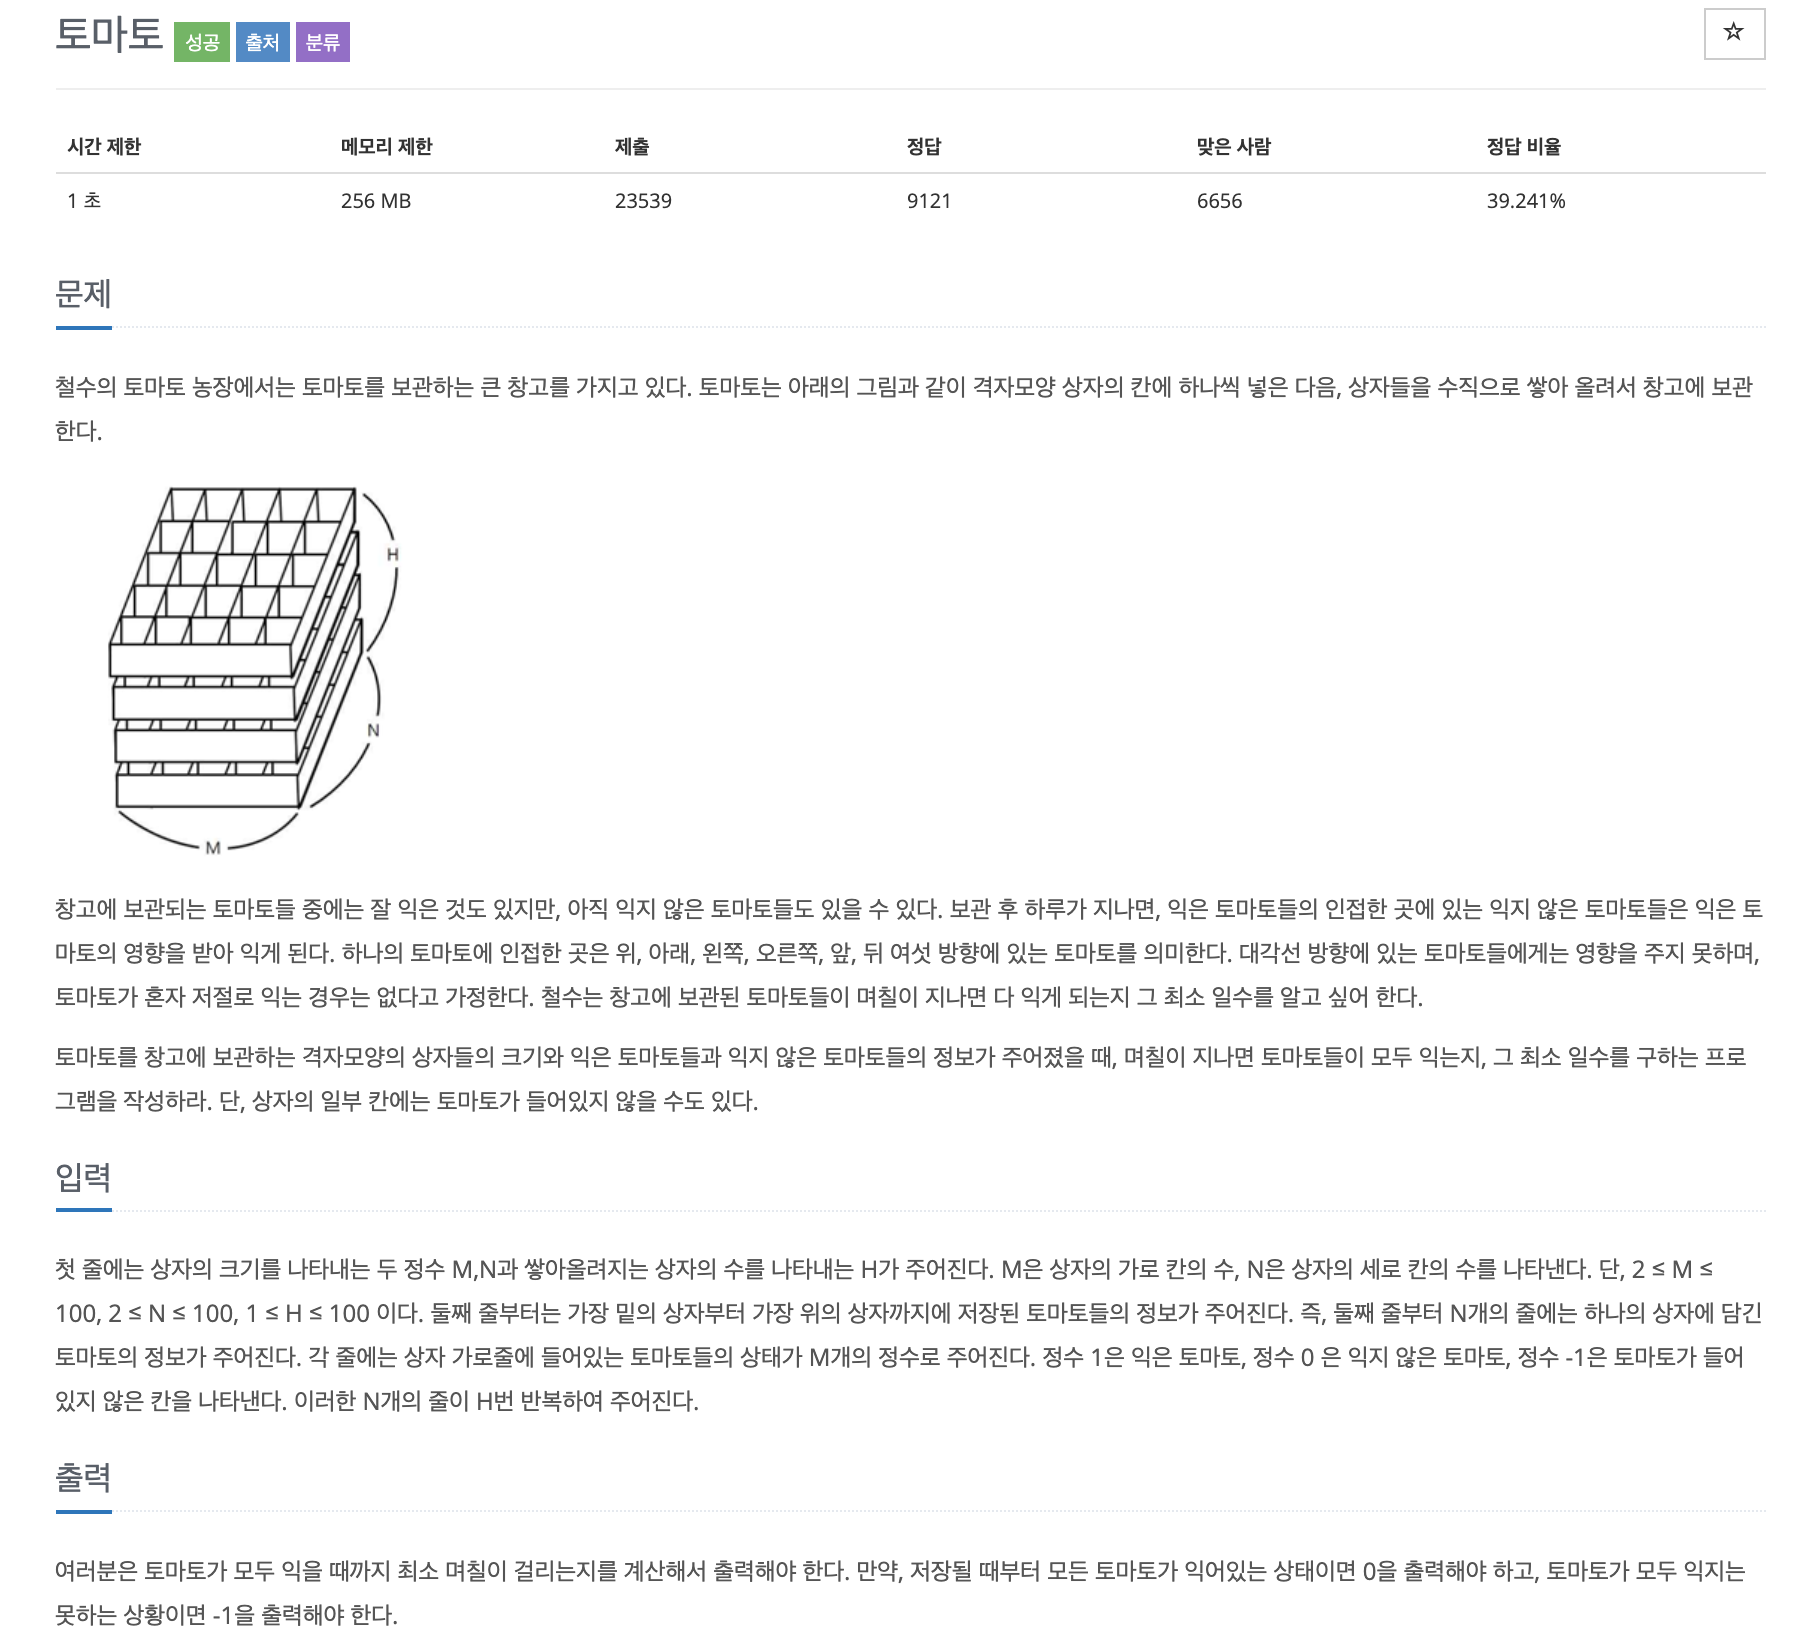 토마토 성공 출처 분류
시간 제한 메모리 제한 제출 정답 맞은 사람 정답 비율
1 초 256 MB 23539 9121 6656 39.241%
문제
철수의 토마토 농장에서는 토마토를 보관하는 큰 창고를 가지고 있다. 토마토는 아래의 그림과 같이 격자모양 상자의 칸에 하나씩 넣은 다음, 상자들을 수직으로 쌓아 올려서 창고에 보관
한다.
H
N
M
창고에 보관되는 토마토들 중에는 잘 익은 것도 있지만, 아직 익지 않은 토마토들도 있을 수 있다. 보관 후 하루가 지나면, 익은 토마토들의 인접한 곳에 있는 익지 않은 토마토들은 익은 토
마토의 영향을 받아 익게 된다. 하나의 토마토에 인접한 곳은 위, 아래, 왼쪽, 오른쪽, 앞, 뒤 여섯 방향에 있는 토마토를 의미한다. 대각선 방향에 있는 토마토들에게는 영향을 주지 못하며,
토마토가 혼자 저절로 익는 경우는 없다고 가정한다. 철수는 창고에 보관된 토마토들이 며칠이 지나면 다 익게 되는지 그 최소 일수를 알고 싶어 한다.
토마토를 창고에 보관하는 격자모양의 상자들의 크기와 익은 토마토들과 익지 않은 토마토들의 정보가 주어졌을 때, 며칠이 지나면 토마토들이 모두 익는지, 그 최소 일수를 구하는 프로
그램을 작성하라. 단, 상자의 일부 칸에는 토마토가 들어있지 않을 수도 있다.
입력
첫 줄에는 상자의 크기를 나타내는 두 정수 M,N과 쌓아올려지는 상자의 수를 나타내는 H가 주어진다. M은 상자의 가로 칸의 수, N은 상자의 세로 칸의 수를 나타낸다. 단, 2 ≤ M ≤
100, 2 ≤ N ≤ 100, 1 ≤ H ≤ 100 이다. 둘째 줄부터는 가장 밑의 상자부터 가장 위의 상자까지에 저장된 토마토들의 정보가 주어진다. 즉, 둘째 줄부터 N개의 줄에는 하나의 상자에 담긴
토마토의 정보가 주어진다. 각 줄에는 상자 가로줄에 들어있는 토마토들의 상태가 M개의 정수로 주어진다. 정수 1은 익은 토마토, 정수 0 은 익지 않은 토마토, 정수 -1은 토마토가 들어
있지 않은 칸을 나타낸다. 이러한 N개의 줄이 H번 반복하여 주어진다.
출력
여러분은 토마토가 모두 익을 때까지 최소 며칠이 걸리는지를 계산해서 출력해야 한다. 만약, 저장될 때부터 모든 토마토가 익어있는 상태이면 0을 출력해야 하고, 토마토가 모두 익지는
못하는 상황이면 -1을 출력해야 한다.